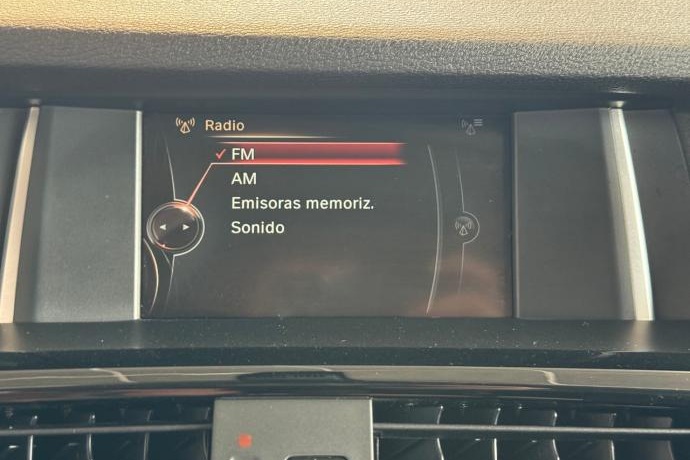 Radio
FM
AM
Emisoras memoriz.
Sonido